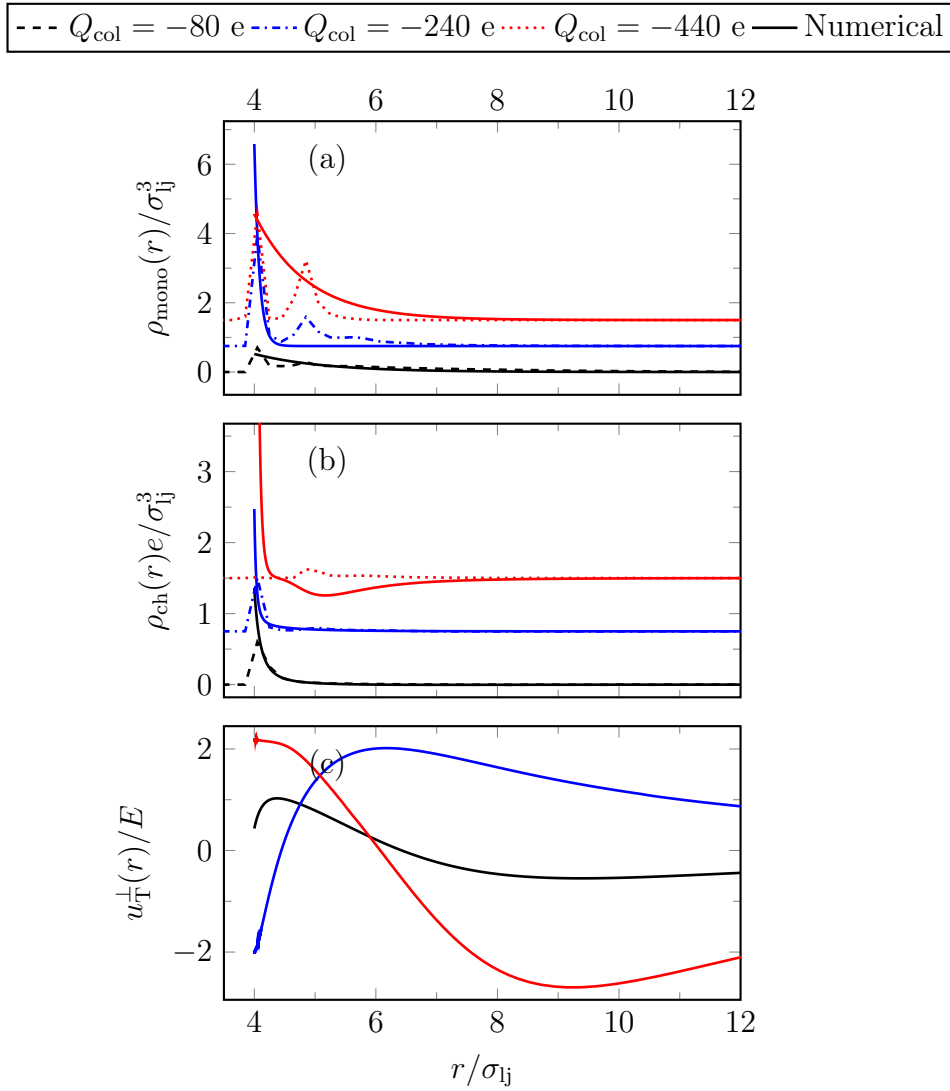 Q_col = −80 e Q_col = −240 e Q_col = −440 e Numerical
4 6 8 10 12
(a)
6
4
2
0
ρ_mono(r)/σ_lj^3
(b)
3
2
1
0
ρ_ch(r)e/σ_lj^3
(c)
2
0
−2
u_T^⊥(r)/E
4 6 8 10 12
r/σ_lj